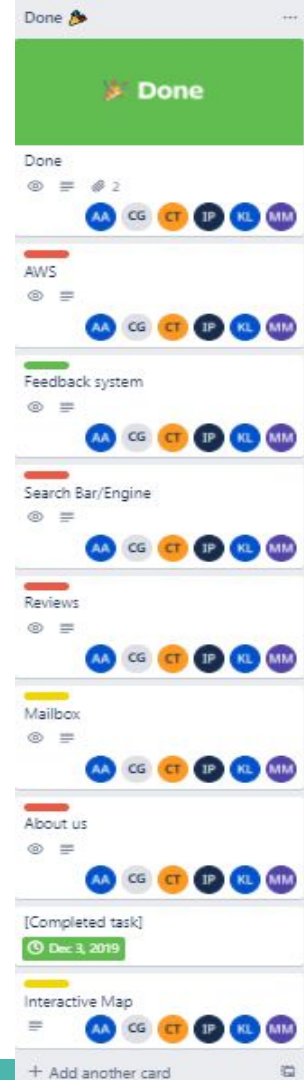 Done 🎉 ...
🎉 Done
Done
2
AA CG CT IP KL MM
AWS
AA CG CT IP KL MM
Feedback system
AA CG CT IP KL MM
Search Bar/Engine
AA CG CT IP KL MM
Reviews
AA CG CT IP KL MM
Mailbox
AA CG CT IP KL MM
About us
AA CG CT IP KL MM
[Completed task]
Dec 3, 2019
Interactive Map
AA CG CT IP KL MM
+ Add another card